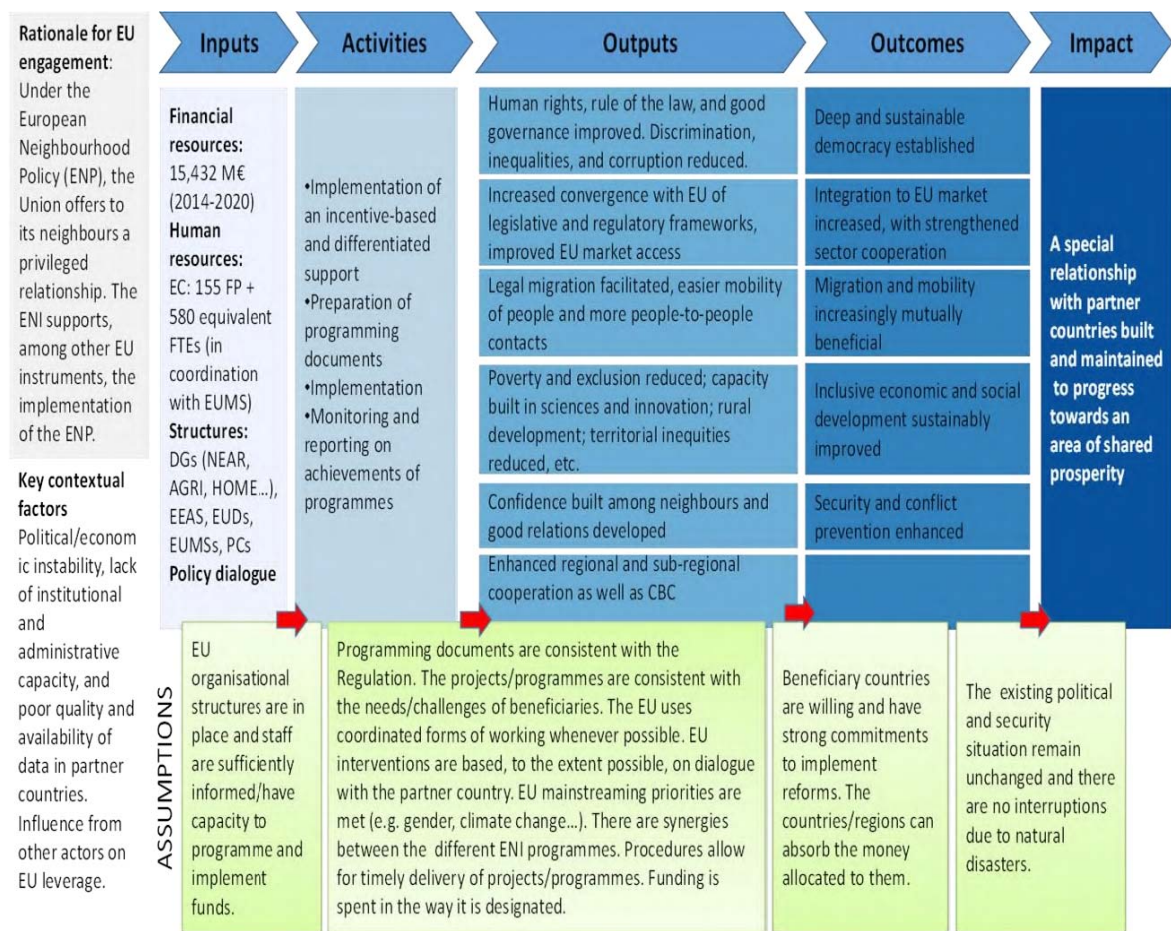 Rationale for EU
engagement:
Under the
European
Neighbourhood
Policy (ENP), the
Union offers to
its neighbours a
privileged
relationship. The
ENI supports,
among other EU
instruments, the
implementation
of the ENP.
Key contextual
factors
Political/econom
ic instability, lack
of institutional
and
administrative
capacity, and
poor quality and
availability of
data in partner
countries.
Influence from
other actors on
EU leverage.
Inputs
Activities
Outputs
Outcomes
Impact
Financial
resources:
15,432 M€
(2014-2020)
Human
resources:
EC: 155 FP +
580 equivalent
FTEs (in
coordination
with EUMS)
Structures:
DGs (NEAR,
AGRI, HOME...),
EEAS, EUDs,
EUMSs, PCs
Policy dialogue
•Implementation of
an incentive-based
and differentiated
support
•Preparation of
programming
documents
•Implementation
•Monitoring and
reporting on
achievements of
programmes
Human rights, rule of the law, and good
governance improved. Discrimination,
inequalities, and corruption reduced.
Increased convergence with EU of
legislative and regulatory frameworks,
improved EU market access
Legal migration facilitated, easier mobility
of people and more people-to-people
contacts
Poverty and exclusion reduced; capacity
built in sciences and innovation; rural
development; territorial inequities
reduced, etc.
Confidence built among neighbours and
good relations developed
Enhanced regional and sub-regional
cooperation as well as CBC
Deep and sustainable
democracy established
Integration to EU market
increased, with strengthened
sector cooperation
Migration and mobility
increasingly mutually
beneficial
Inclusive economic and social
development sustainably
improved
Security and conflict
prevention enhanced
A special
relationship
with partner
countries built
and maintained
to progress
towards an
area of shared
prosperity
ASSUMPTIONS
EU
organisational
structures are in
place and staff
are sufficiently
informed/have
capacity to
programme and
implement
funds.
Programming documents are consistent with the
Regulation. The projects/programmes are consistent with
the needs/challenges of beneficiaries. The EU uses
coordinated forms of working whenever possible. EU
interventions are based, to the extent possible, on dialogue
with the partner country. EU mainstreaming priorities are
met (e.g. gender, climate change...). There are synergies
between the different ENI programmes. Procedures allow
for timely delivery of projects/programmes. Funding is
spent in the way it is designated.
Beneficiary countries
are willing and have
strong commitments
to implement
reforms. The
countries/regions can
absorb the money
allocated to them.
The existing political
and security
situation remain
unchanged and there
are no interruptions
due to natural
disasters.